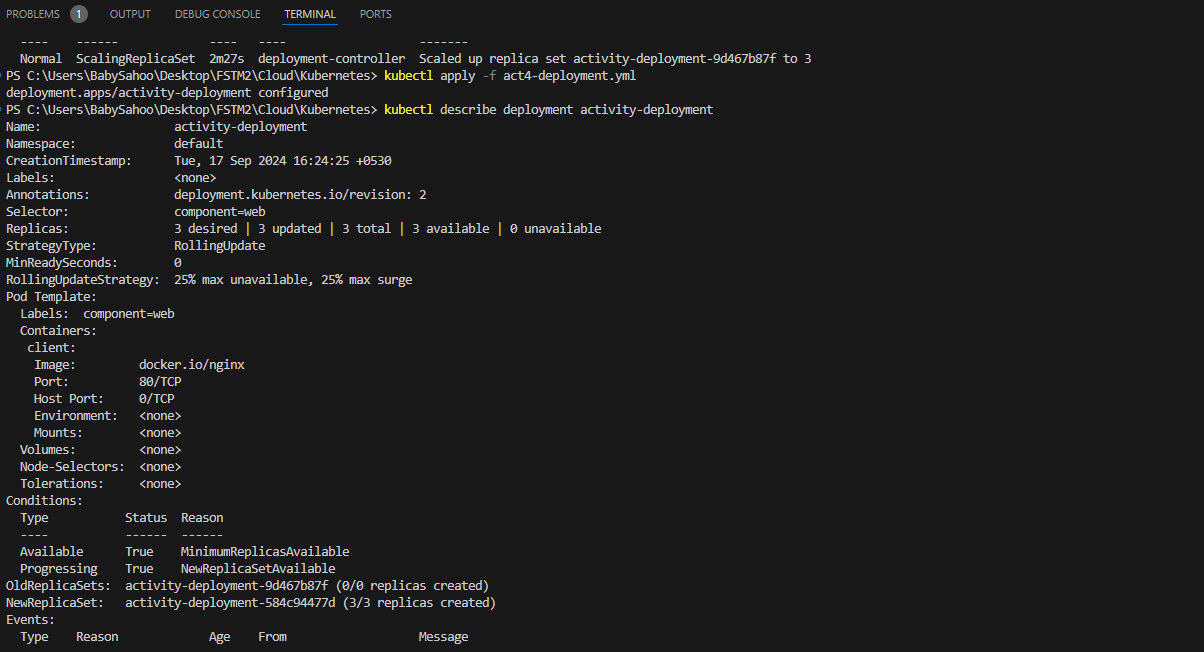 PROBLEMS 1 OUTPUT DEBUG CONSOLE TERMINAL PORTS
  ----    ------             ----   ----                   -------
  Normal  ScalingReplicaSet  2m27s  deployment-controller  Scaled up replica set activity-deployment-9d467b87f to 3
PS C:\Users\BabySahoo\Desktop\FSTM2\Cloud\Kubernetes> kubectl apply -f act4-deployment.yml
deployment.apps/activity-deployment configured
PS C:\Users\BabySahoo\Desktop\FSTM2\Cloud\Kubernetes> kubectl describe deployment activity-deployment
Name:                   activity-deployment
Namespace:              default
CreationTimestamp:      Tue, 17 Sep 2024 16:24:25 +0530
Labels:                 <none>
Annotations:            deployment.kubernetes.io/revision: 2
Selector:               component=web
Replicas:               3 desired | 3 updated | 3 total | 3 available | 0 unavailable
StrategyType:           RollingUpdate
MinReadySeconds:        0
RollingUpdateStrategy:  25% max unavailable, 25% max surge
Pod Template:
  Labels:  component=web
  Containers:
   client:
    Image:         docker.io/nginx
    Port:          80/TCP
    Host Port:     0/TCP
    Environment:   <none>
    Mounts:        <none>
  Volumes:         <none>
  Node-Selectors:  <none>
  Tolerations:     <none>
Conditions:
  Type           Status  Reason
  ----           ------  ------
  Available      True    MinimumReplicasAvailable
  Progressing    True    NewReplicaSetAvailable
OldReplicaSets:  activity-deployment-9d467b87f (0/0 replicas created)
NewReplicaSet:   activity-deployment-584c94477d (3/3 replicas created)
Events:
  Type    Reason             Age    From                   Message